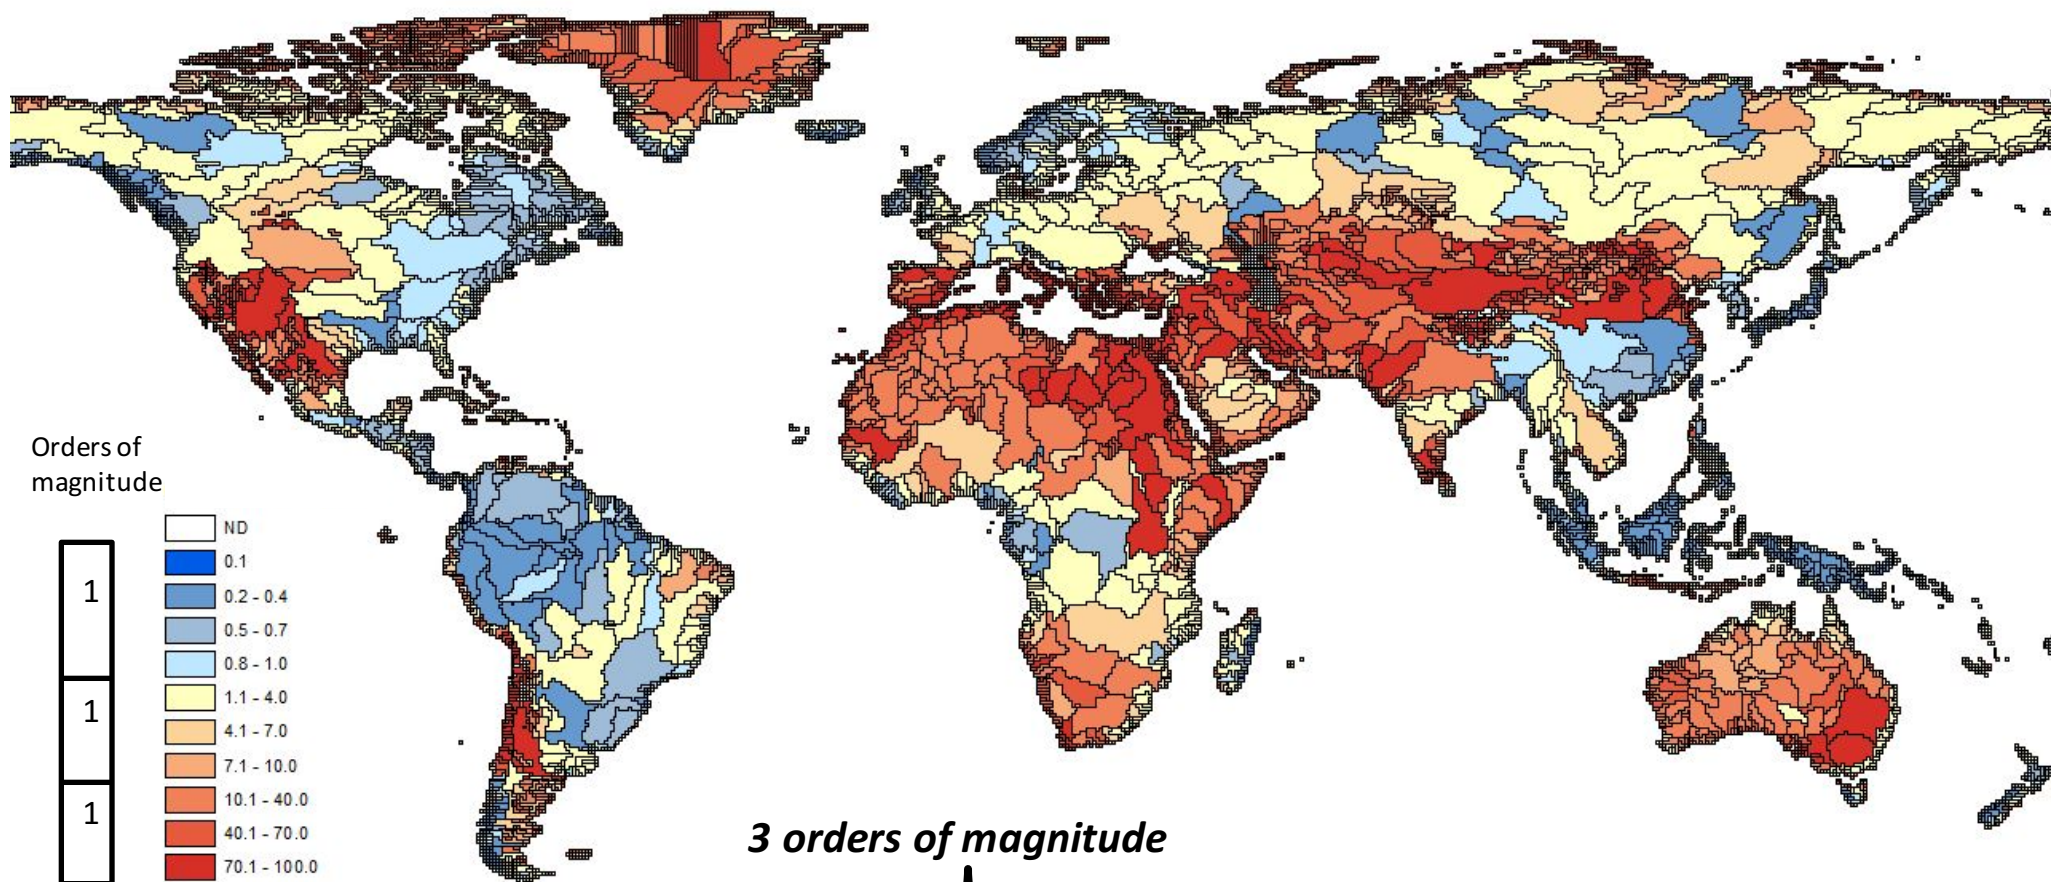 Orders of
magnitude
ND
0.1
0.2 - 0.4
0.5 - 0.7
0.8 - 1.0
1.1 - 4.0
4.1 - 7.0
7.1 - 10.0
10.1 - 40.0
40.1 - 70.0
70.1 - 100.0
1
1
1
3 orders of magnitude